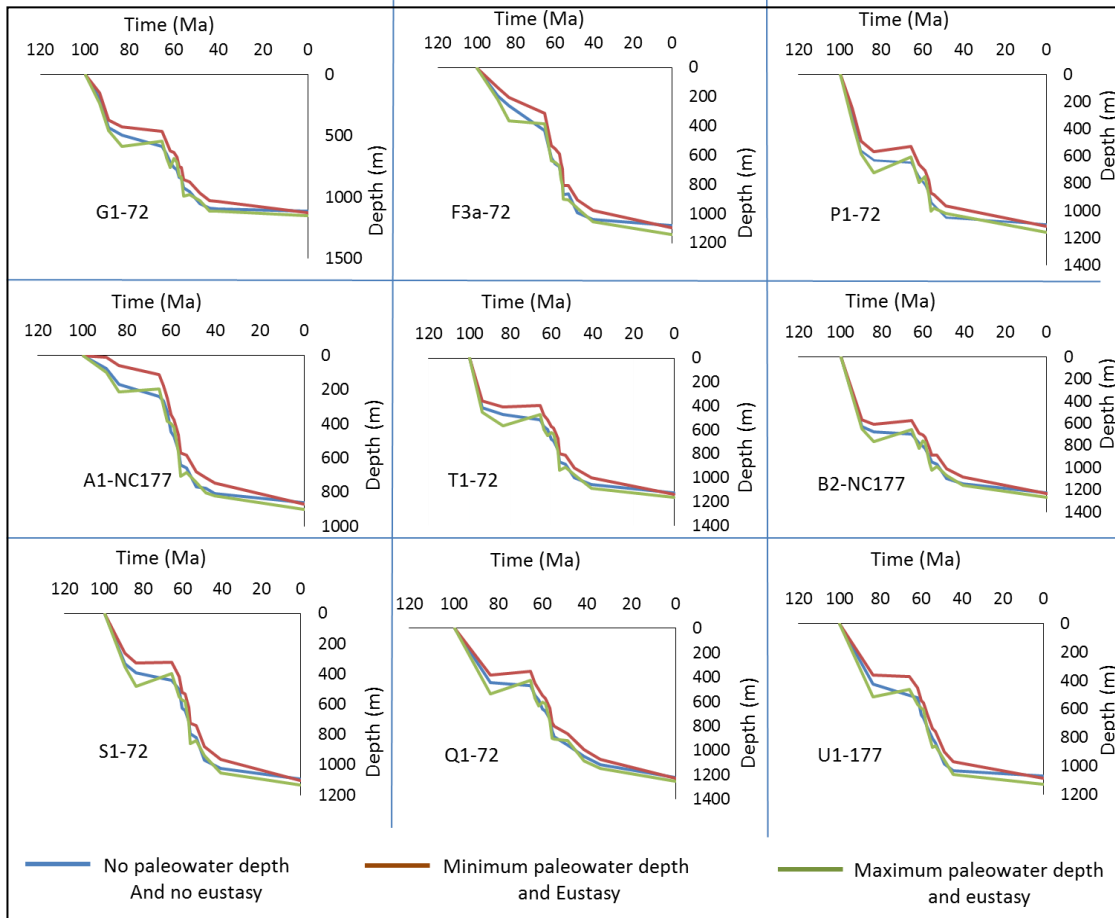 Time (Ma)
120 100 80 60 40 20 0
0
500
1000
1500
Depth (m)
G1-72
Time (Ma)
120 100 80 60 40 20 0
0
200
400
600
800
1000
1200
Depth (m)
F3a-72
Time (Ma)
120 100 80 60 40 20 0
0
200
400
600
800
1000
1200
1400
Depth (m)
P1-72
Time (Ma)
120 100 80 60 40 20 0
0
200
400
600
800
1000
Depth (m)
A1-NC177
Time (Ma)
120 100 80 60 40 20 0
0
200
400
600
800
1000
1200
1400
Depth (m)
T1-72
Time (Ma)
120 100 80 60 40 20 0
0
200
400
600
800
1000
1200
1400
Depth (m)
B2-NC177
Time (Ma)
120 100 80 60 40 20 0
0
200
400
600
800
1000
1200
Depth (m)
S1-72
Time (Ma)
120 100 80 60 40 20 0
0
200
400
600
800
1000
1200
1400
Depth (m)
Q1-72
Time (Ma)
120 100 80 60 40 20 0
0
200
400
600
800
1000
1200
Depth (m)
U1-177
No paleowater depth
And no eustasy
Minimum paleowater depth
and Eustasy
Maximum paleowater depth
and eustasy